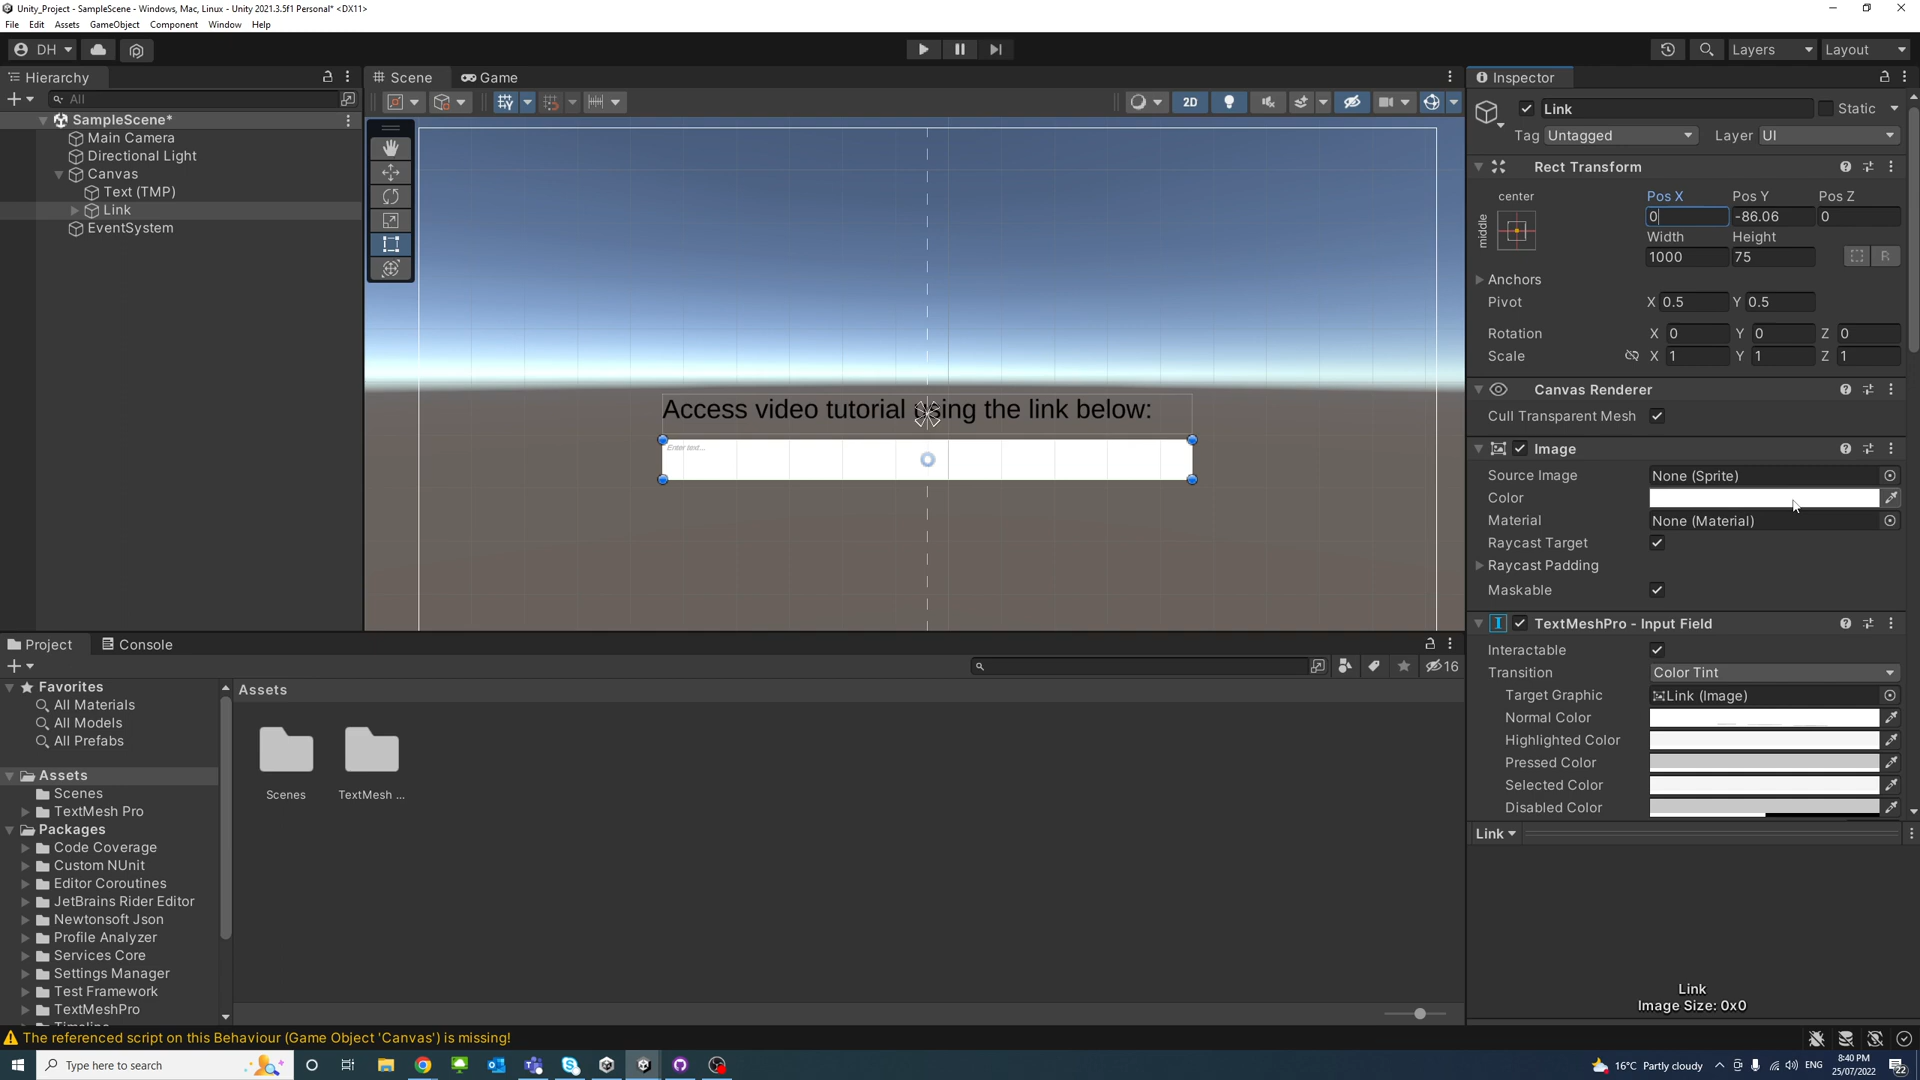 Unity_Project - SampleScene - Windows, Mac, Linux - Unity 2021.3.5f1 Personal* <DX11>
File Edit Assets GameObject Component Window Help
DH Layers Layout
Hierarchy
All
SampleScene*
Main Camera
Directional Light
Canvas
Text (TMP)
Link
EventSystem
Scene Game
2D
Access video tutorial using the link below:
Enter text...
Inspector
Link Static
Tag Untagged Layer UI
Rect Transform
center Pos X Pos Y Pos Z
middle 0 -86.06 0
Width Height
1000 75 R
Anchors
Pivot X 0.5 Y 0.5
Rotation X 0 Y 0 Z 0
Scale X 1 Y 1 Z 1
Canvas Renderer
Cull Transparent Mesh
Image
Source Image None (Sprite)
Color
Material None (Material)
Raycast Target
Raycast Padding
Maskable
TextMeshPro - Input Field
Interactable
Transition Color Tint
Target Graphic Link (Image)
Normal Color
Highlighted Color
Pressed Color
Selected Color
Disabled Color
Link
Link
Image Size: 0x0
Project Console
16
Favorites
All Materials
All Models
All Prefabs
Assets
Scenes
TextMesh Pro
Packages
Code Coverage
Custom NUnit
Editor Coroutines
JetBrains Rider Editor
Newtonsoft Json
Profile Analyzer
Services Core
Settings Manager
Test Framework
TextMeshPro
Timeline
Assets
Scenes TextMesh ...
The referenced script on this Behaviour (Game Object 'Canvas') is missing!
Type here to search
16°C Partly cloudy ENG
8:40 PM
25/07/2022
22